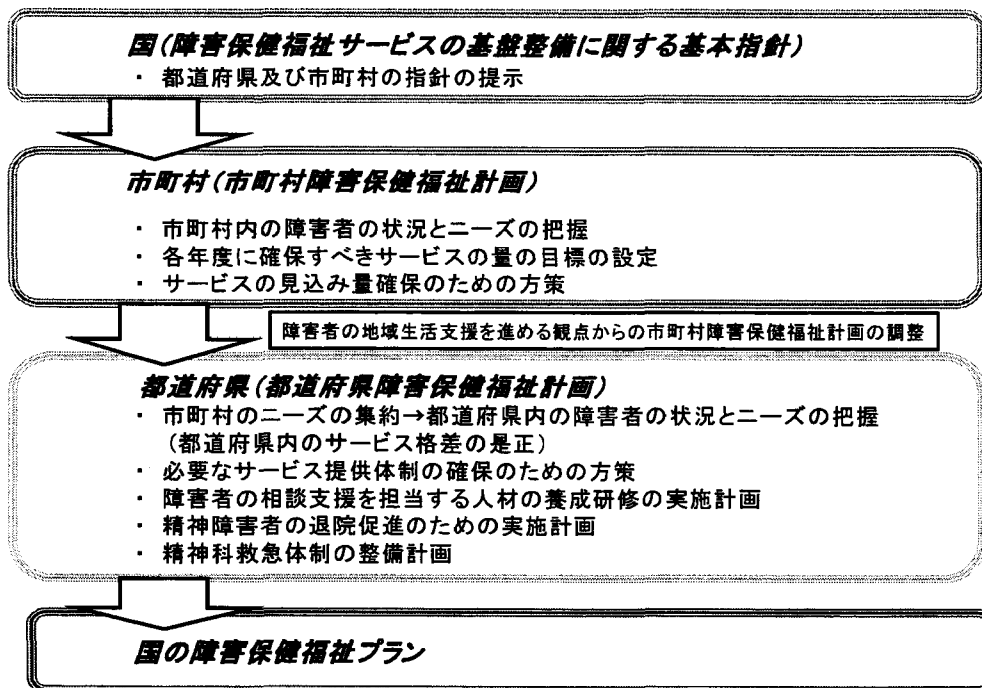 国(障害保健福祉サービスの基盤整備に関する基本指針)
・ 都道府県及び市町村の指針の提示
市町村(市町村障害保健福祉計画)
・ 市町村内の障害者の状況とニーズの把握
・ 各年度に確保すべきサービスの量の目標の設定
・ サービスの見込み量確保のための方策
障害者の地域生活支援を進める観点からの市町村障害保健福祉計画の調整
都道府県(都道府県障害保健福祉計画)
・ 市町村のニーズの集約→都道府県内の障害者の状況とニーズの把握
(都道府県内のサービス格差の是正)
・ 必要なサービス提供体制の確保のための方策
・ 障害者の相談支援を担当する人材の養成研修の実施計画
・ 精神障害者の退院促進のための実施計画
・ 精神科救急体制の整備計画
国の障害保健福祉プラン